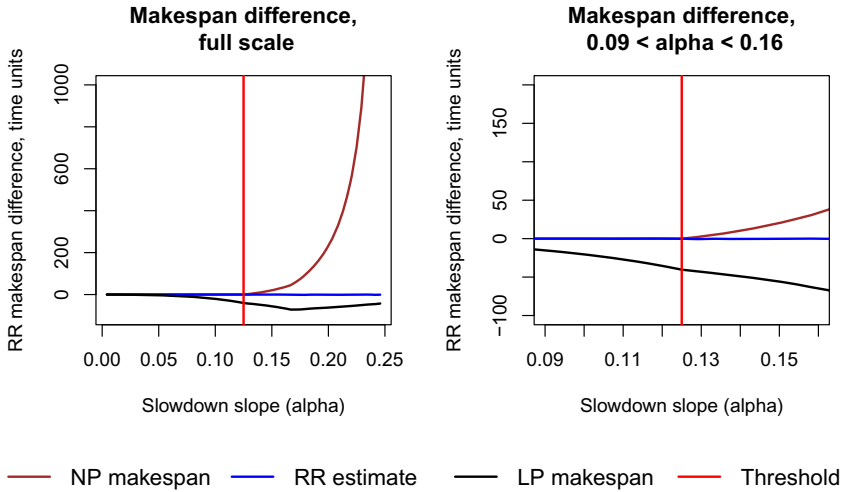 Makespan difference,
full scale
RR makespan difference, time units
1000
600
200
0
0.00 0.05 0.10 0.15 0.20 0.25
Slowdown slope (alpha)
Makespan difference,
0.09 < alpha < 0.16
RR makespan difference, time units
150
50
0
−100
0.09 0.11 0.13 0.15
Slowdown slope (alpha)
NP makespan RR estimate LP makespan Threshold